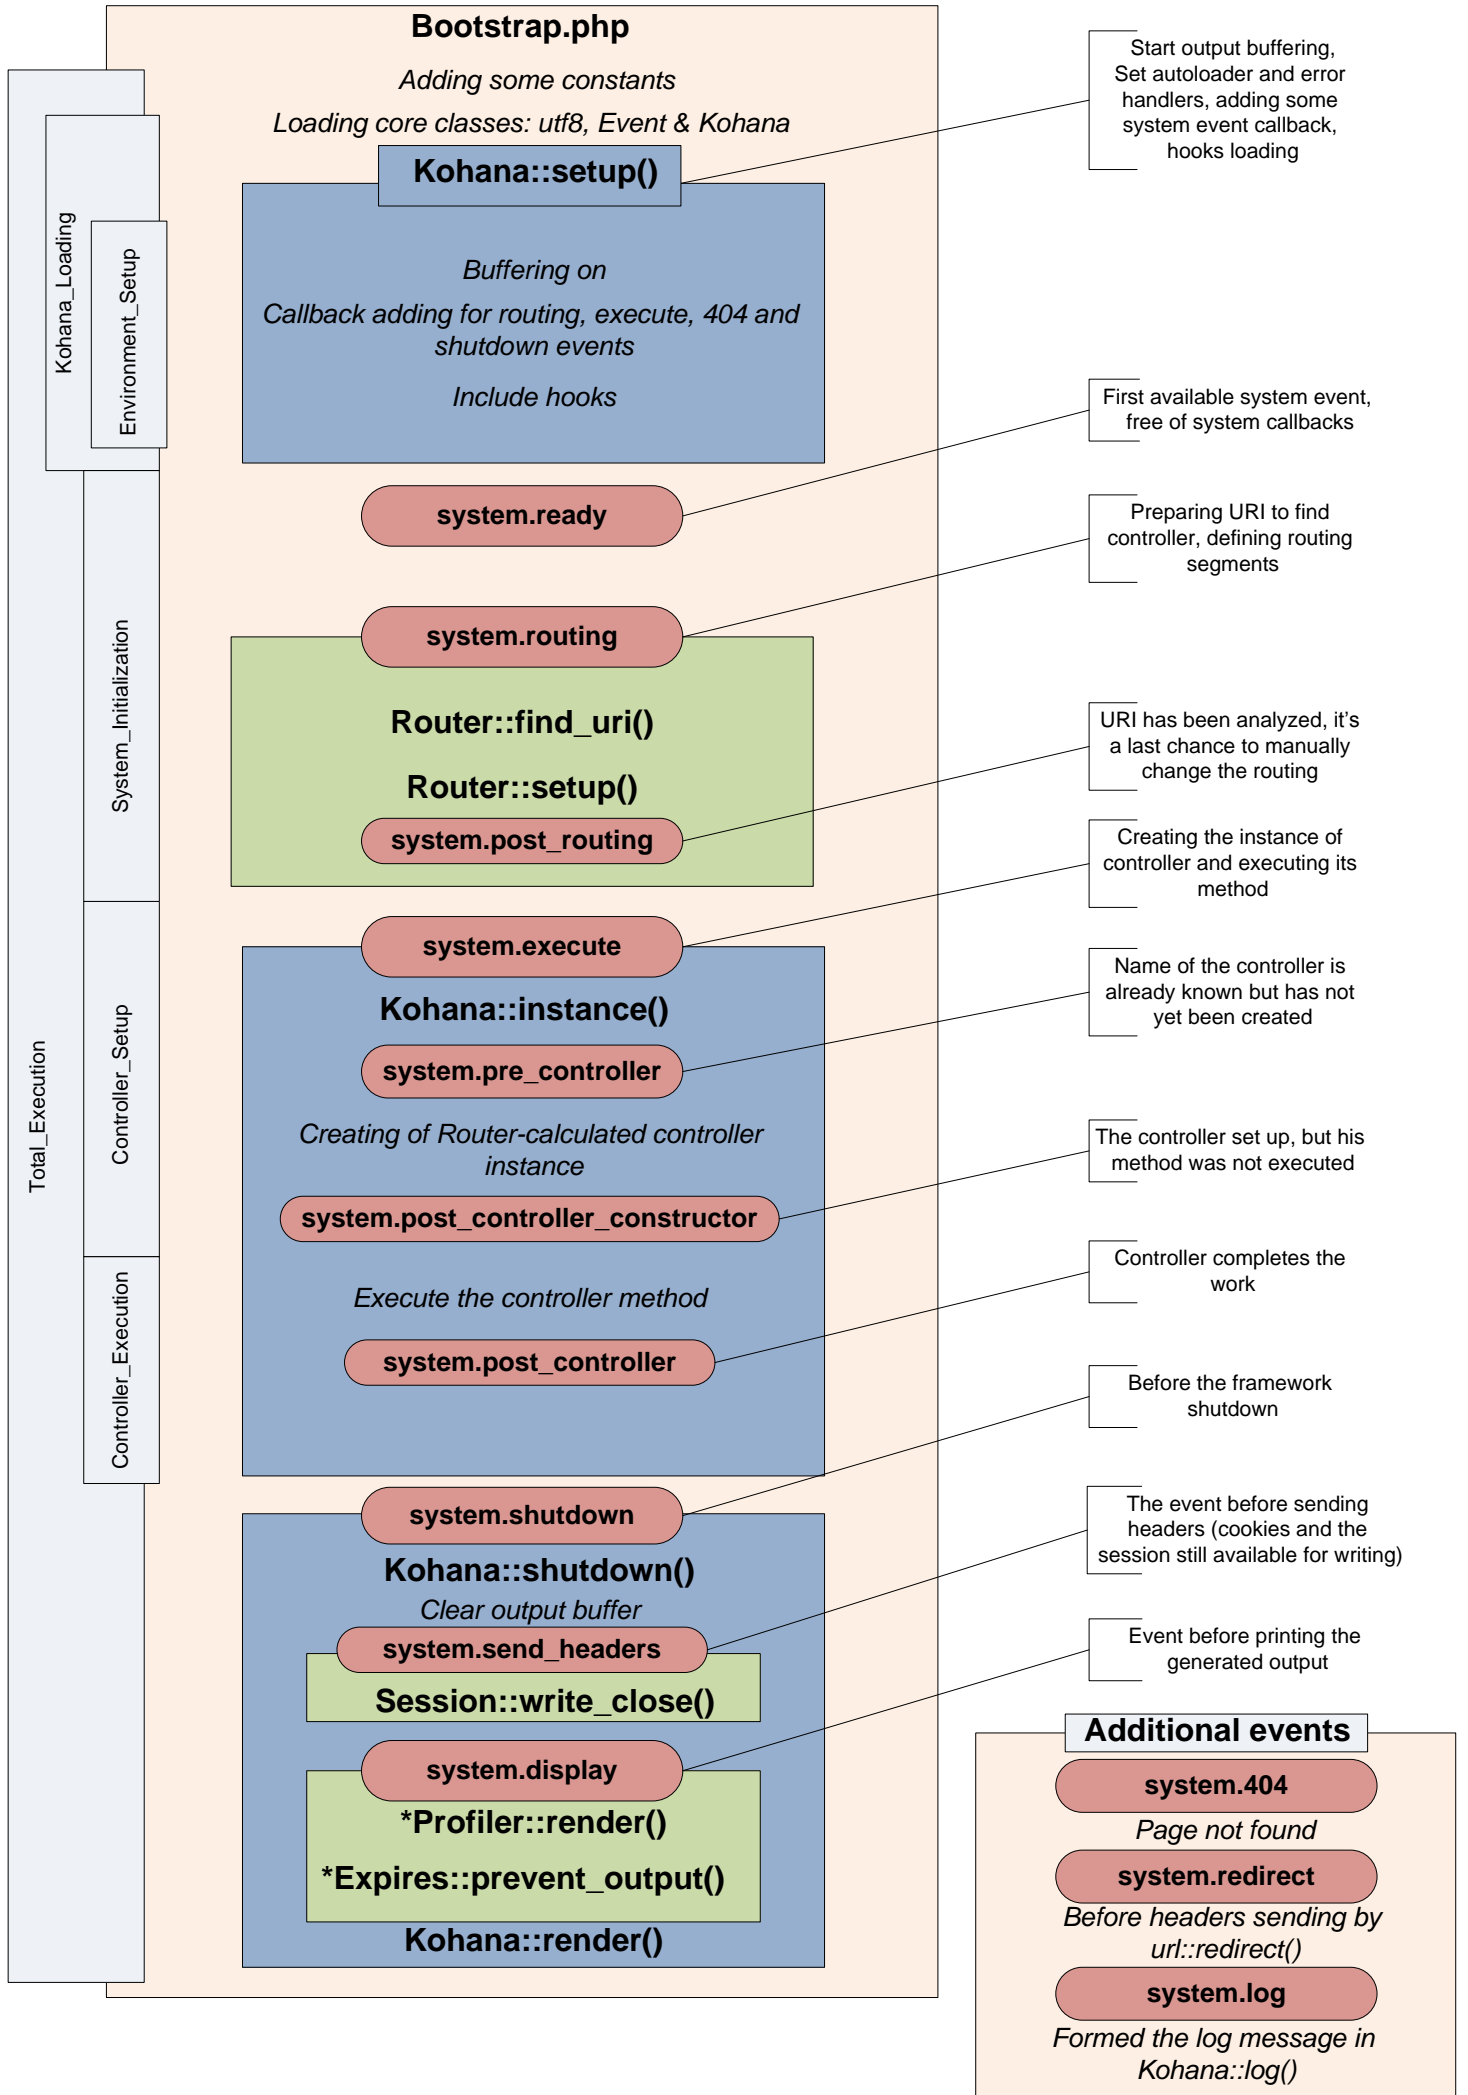 Bootstrap.php
Adding some constants
Loading core classes: utf8, Event & Kohana
Kohana::setup()
Buffering on
Callback adding for routing, execute, 404 and
shutdown events
Include hooks
system.ready
system.routing
Router::find_uri()
Router::setup()
system.post_routing
system.execute
Kohana::instance()
system.pre_controller
Creating of Router-calculated controller
instance
system.post_controller_constructor
Execute the controller method
system.post_controller
system.shutdown
Kohana::shutdown()
Clear output buffer
system.send_headers
Session::write_close()
system.display
*Profiler::render()
*Expires::prevent_output()
Kohana::render()
Total_Execution
Kohana_Loading
Environment_Setup
System_Initialization
Controller_Setup
Controller_Execution
Start output buffering,
Set autoloader and error
handlers, adding some
system event callback,
hooks loading
First available system event,
free of system callbacks
Preparing URI to find
controller, defining routing
segments
URI has been analyzed, it’s
a last chance to manually
change the routing
Creating the instance of
controller and executing its
method
Name of the controller is
already known but has not
yet been created
The controller set up, but his
method was not executed
Controller completes the
work
Before the framework
shutdown
The event before sending
headers (cookies and the
session still available for writing)
Event before printing the
generated output
Additional events
system.404
Page not found
system.redirect
Before headers sending by
url::redirect()
system.log
Formed the log message in
Kohana::log()